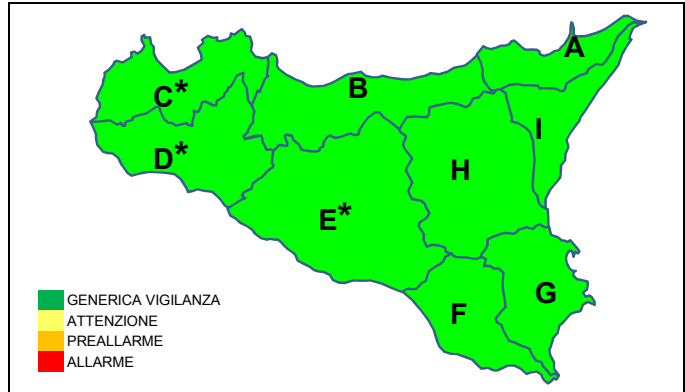 A
B
C*
I
D*
H
E*
G
F
GENERICA VIGILANZA
ATTENZIONE
PREALLARME
ALLARME